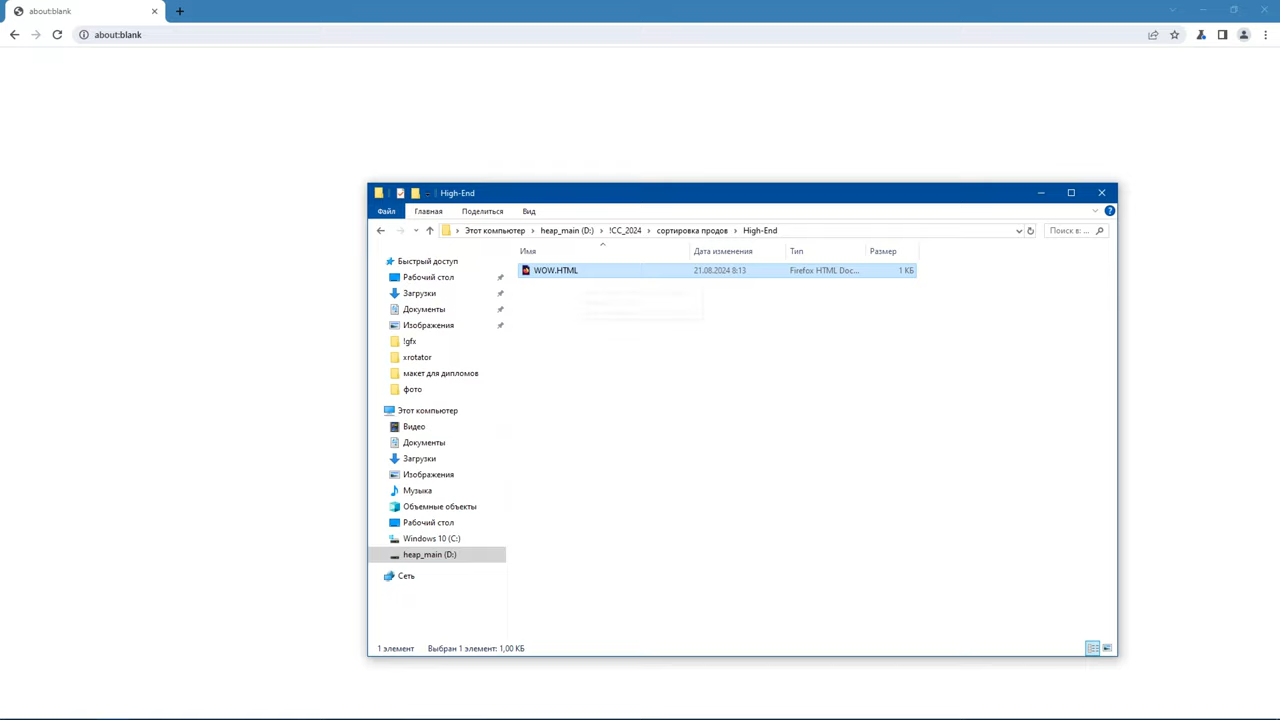 about:blank
about:blank
High-End
Файл Главная Поделиться Вид
Этот компьютер heap_main (D:) !CC_2024 сортировка продов High-End Поиск в: ...
Имя Дата изменения Тип Размер
WOW.HTML 21.08.2024 8:13 Firefox HTML Doc... 1 КБ
Быстрый доступ
Рабочий стол
Загрузки
Документы
Изображения
!gfx
xrotator
макет для дипломов
фото
Этот компьютер
Видео
Документы
Загрузки
Изображения
Музыка
Объемные объекты
Рабочий стол
Windows 10 (C:)
heap_main (D:)
Сеть
1 элемент Выбран 1 элемент: 1,00 КБ